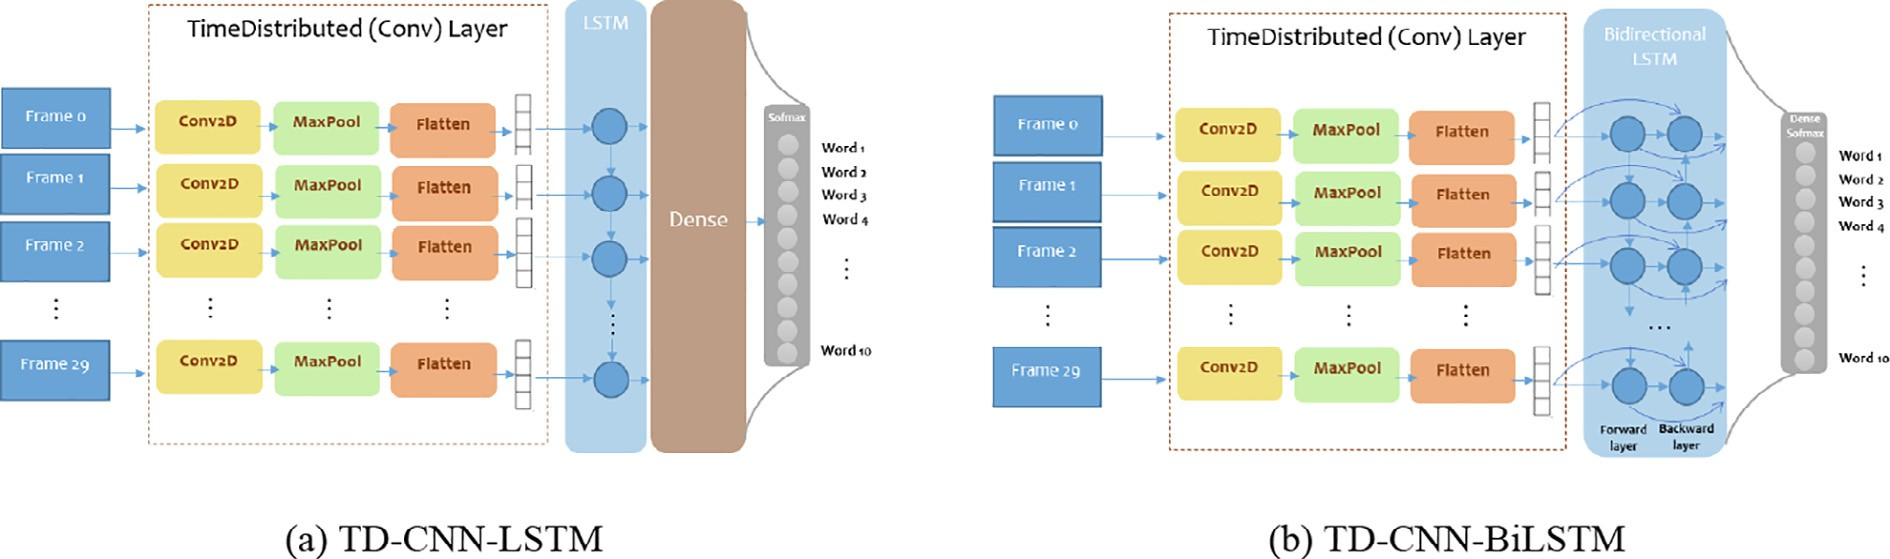 TimeDistributed (Conv) Layer
LSTM
Frame 0
Conv2D
MaxPool
Flatten
Frame 1
Conv2D
MaxPool
Flatten
Frame 2
Conv2D
MaxPool
Flatten
Frame 29
Conv2D
MaxPool
Flatten
Dense
Sofmax
Word 1
Word 2
Word 3
Word 4
Word 10
(a) TD-CNN-LSTM
TimeDistributed (Conv) Layer
Bidirectional
LSTM
Frame 0
Conv2D
MaxPool
Flatten
Frame 1
Conv2D
MaxPool
Flatten
Frame 2
Conv2D
MaxPool
Flatten
...
Frame 29
Conv2D
MaxPool
Flatten
Forward
layer
Backward
layer
Dense
Sofmax
Word 1
Word 2
Word 3
Word 4
Word 10
(b) TD-CNN-BiLSTM